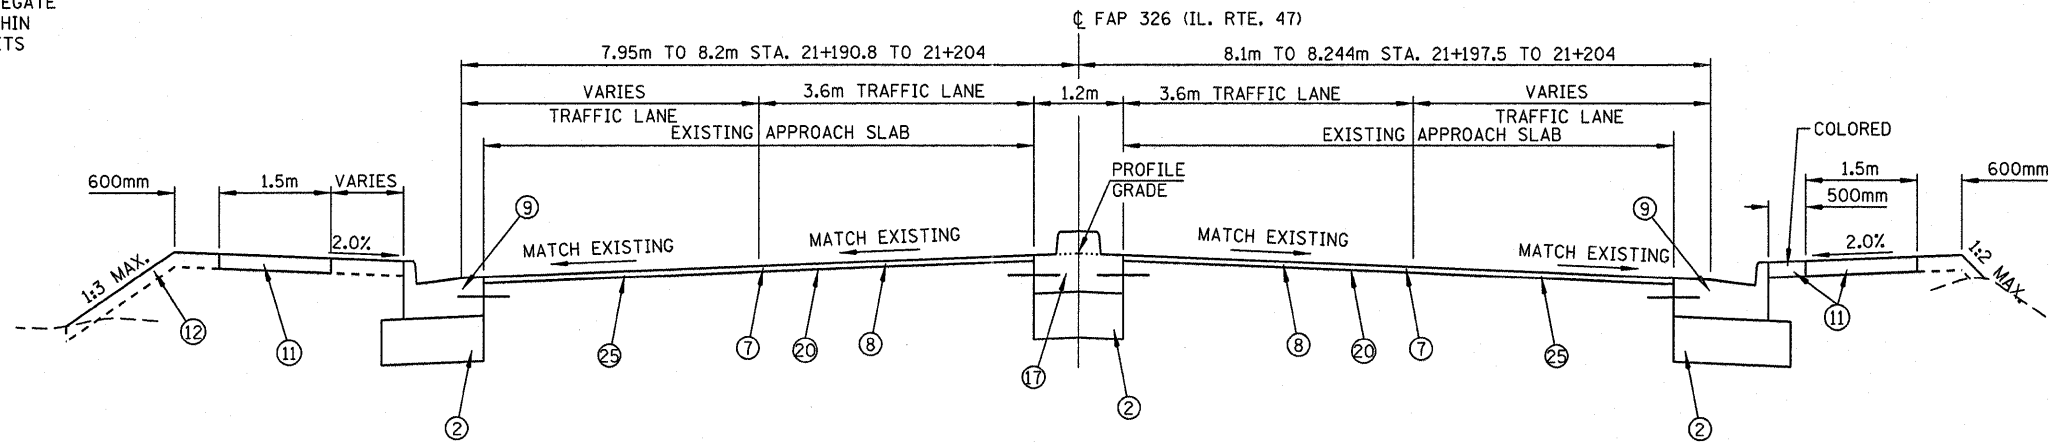 EGATE
HIN
ITS
℄ FAP 326 (IL. RTE. 47)
7.95m TO 8.2m STA. 21+190.8 TO 21+204
8.1m TO 8.244m STA. 21+197.5 TO 21+204
VARIES
TRAFFIC LANE
3.6m TRAFFIC LANE
1.2m
3.6m TRAFFIC LANE
VARIES
TRAFFIC LANE
EXISTING APPROACH SLAB
EXISTING APPROACH SLAB
COLORED
600mm
1.5m
VARIES
PROFILE
GRADE
1.5m
600mm
500mm
9
9
2.0%
MATCH EXISTING
MATCH EXISTING
MATCH EXISTING
MATCH EXISTING
2.0%
1:3 MAX.
1:2 MAX.
12
11
25
7
20
8
17
2
2
8
20
7
25
2
11